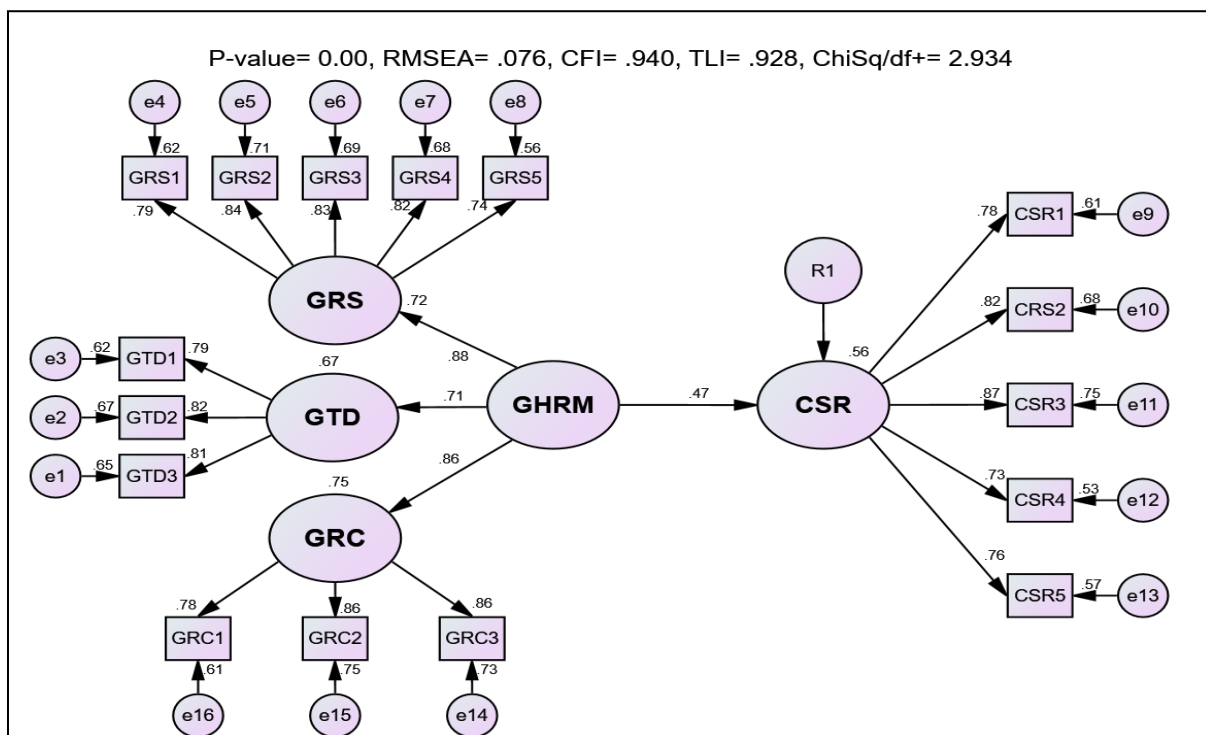 P-value= 0.00, RMSEA= .076, CFI= .940, TLI= .928, ChiSq/df+= 2.934
e4 e5 e6 e7 e8
.62 .71 .69 .68 .56
GRS1 GRS2 GRS3 GRS4 GRS5
.79 .84 .83 .82 .74
GRS
.72
.88
e3 .62 GTD1 .79
e2 .67 GTD2 .82
e1 .65 GTD3 .81
.67
GTD
.71
GHRM
.47
.86
.75
GRC
.78 .86 .86
GRC1 GRC2 GRC3
.61 .75 .73
e16 e15 e14
R1
.56
CSR
.78 CSR1 .61 e9
.82 CRS2 .68 e10
.87 CSR3 .75 e11
.73 CSR4 .53 e12
.76 CSR5 .57 e13